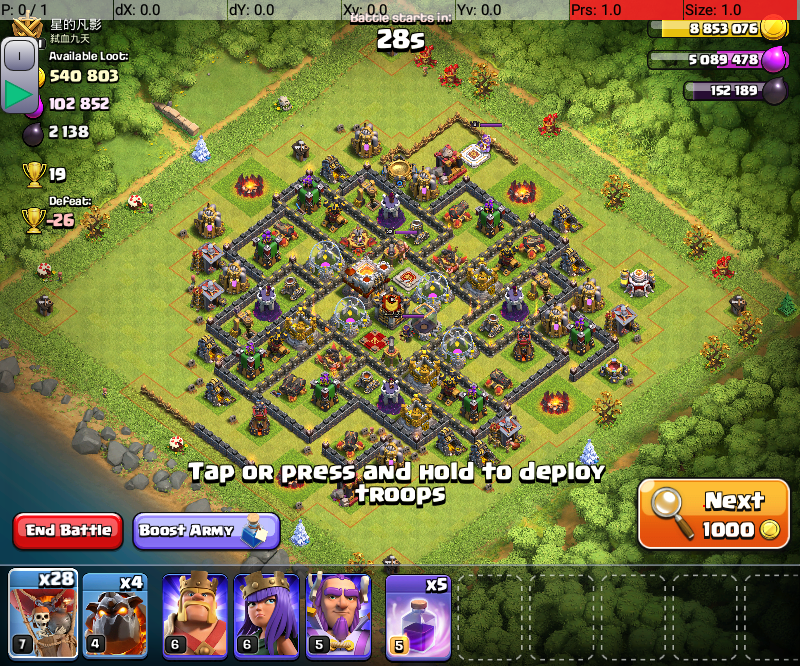 P: 0 / 1 dX: 0.0 dY: 0.0 Xv: 0.0 Yv: 0.0 Prs: 1.0 Size: 1.0
星的凡影
弑血九天
Battle starts in:
28s
8 853 076
5 089 478
152 189
Available Loot:
540 803
102 852
2 138
19
Defeat:
-26
Tap or press and hold to deploy
troops
End Battle
Boost Army
Next
1000
x28
x4
x5
7
4
6
6
5
5